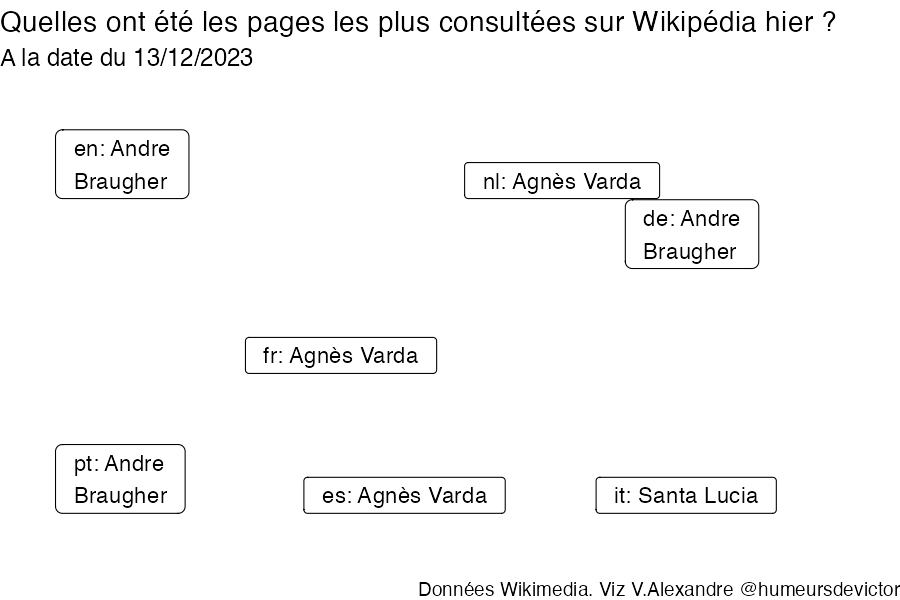 Quelles ont été les pages les plus consultées sur Wikipédia hier ?
A la date du 13/12/2023
en: Andre
Braugher
nl: Agnès Varda
de: Andre
Braugher
fr: Agnès Varda
pt: Andre
Braugher
es: Agnès Varda
it: Santa Lucia
Données Wikimedia. Viz V.Alexandre @humeursdevictor